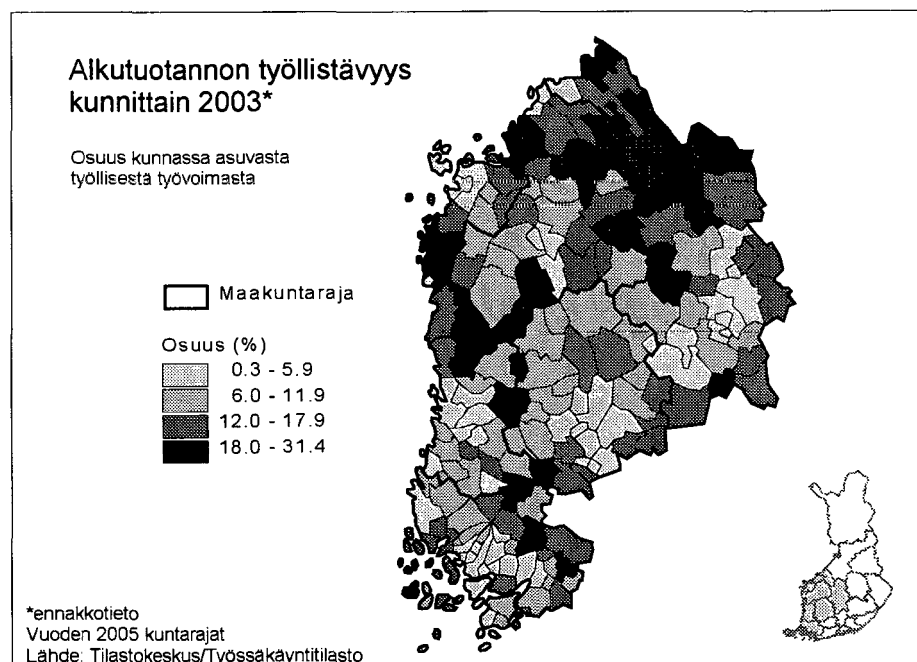 Alkutuotannon työllistävyys
kunnittain 2003*
Osuus kunnassa asuvasta
työllisestä työvoimasta
Maakuntaraja
Osuus (%)
0.3 - 5.9
6.0 - 11.9
12.0 - 17.9
18.0 - 31.4
*ennakkotieto
Vuoden 2005 kuntarajat
Lähde: Tilastokeskus/Työssäkäyntitilasto